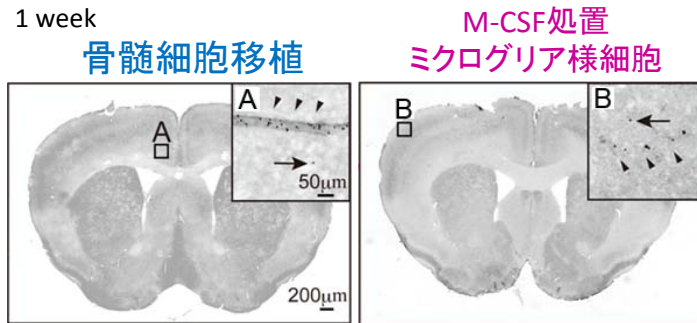 1 week
骨髄細胞移植
M-CSF処置
ミクログリア様細胞
A
A
50μm
200μm
B
B